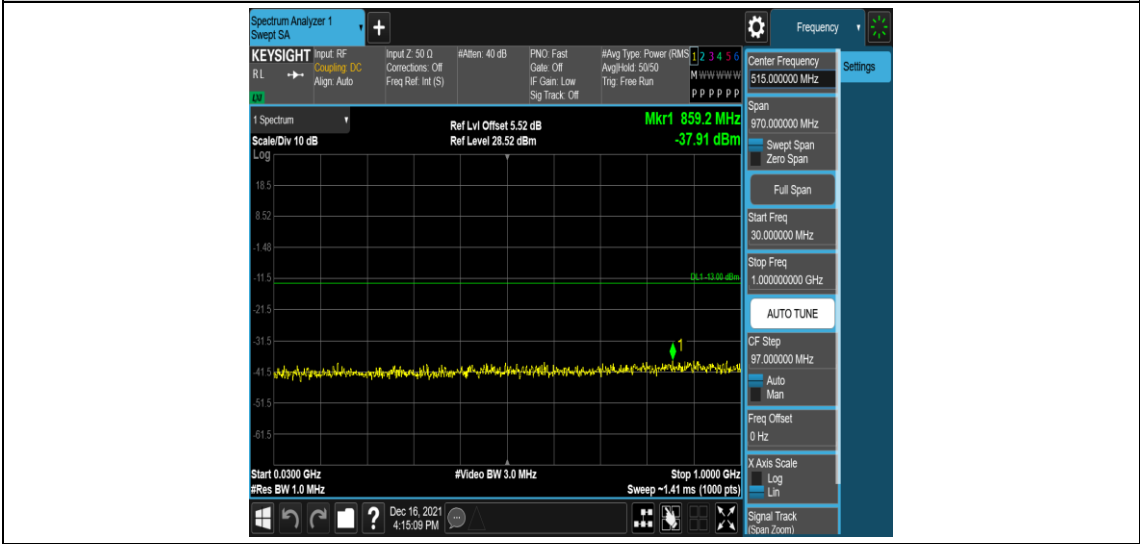 Spectrum Analyzer 1
Swept SA
+
Frequency
KEYSIGHT
RL
Input: RF
Coupling: DC
Align: Auto
Input Z: 50 Ω
Corrections: Off
Freq Ref: Int (S)
#Atten: 40 dB
PNO: Fast
Gate: Off
IF Gain: Low
Sig Track: Off
#Avg Type: Power (RMS
Avg|Hold: 50/50
Trig: Free Run
1 2 3 4 5 6
M W W W W W
P P P P P P
1 Spectrum
Scale/Div 10 dB
Log
Ref Lvl Offset 5.52 dB
Ref Level 28.52 dBm
Mkr1 859.2 MHz
-37.91 dBm
18.5
8.52
-1.48
-11.5
-21.5
-31.5
-41.5
-51.5
-61.5
DL1 -13.00 dBm
1
Start 0.0300 GHz
#Res BW 1.0 MHz
#Video BW 3.0 MHz
Stop 1.0000 GHz
Sweep ~1.41 ms (1000 pts)
?
Dec 16, 2021
4:15:09 PM
Center Frequency
515.000000 MHz
Span
970.000000 MHz
Swept Span
Zero Span
Full Span
Start Freq
30.000000 MHz
Stop Freq
1.000000000 GHz
AUTO TUNE
CF Step
97.000000 MHz
Auto
Man
Freq Offset
0 Hz
X Axis Scale
Log
Lin
Signal Track
(Span Zoom)
Settings